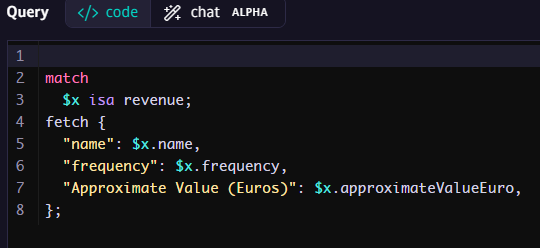 Query </> code chat ALPHA
1
2 match
3   $x isa revenue;
4 fetch {
5   "name": $x.name,
6   "frequency": $x.frequency,
7   "Approximate Value (Euros)": $x.approximateValueEuro,
8 };